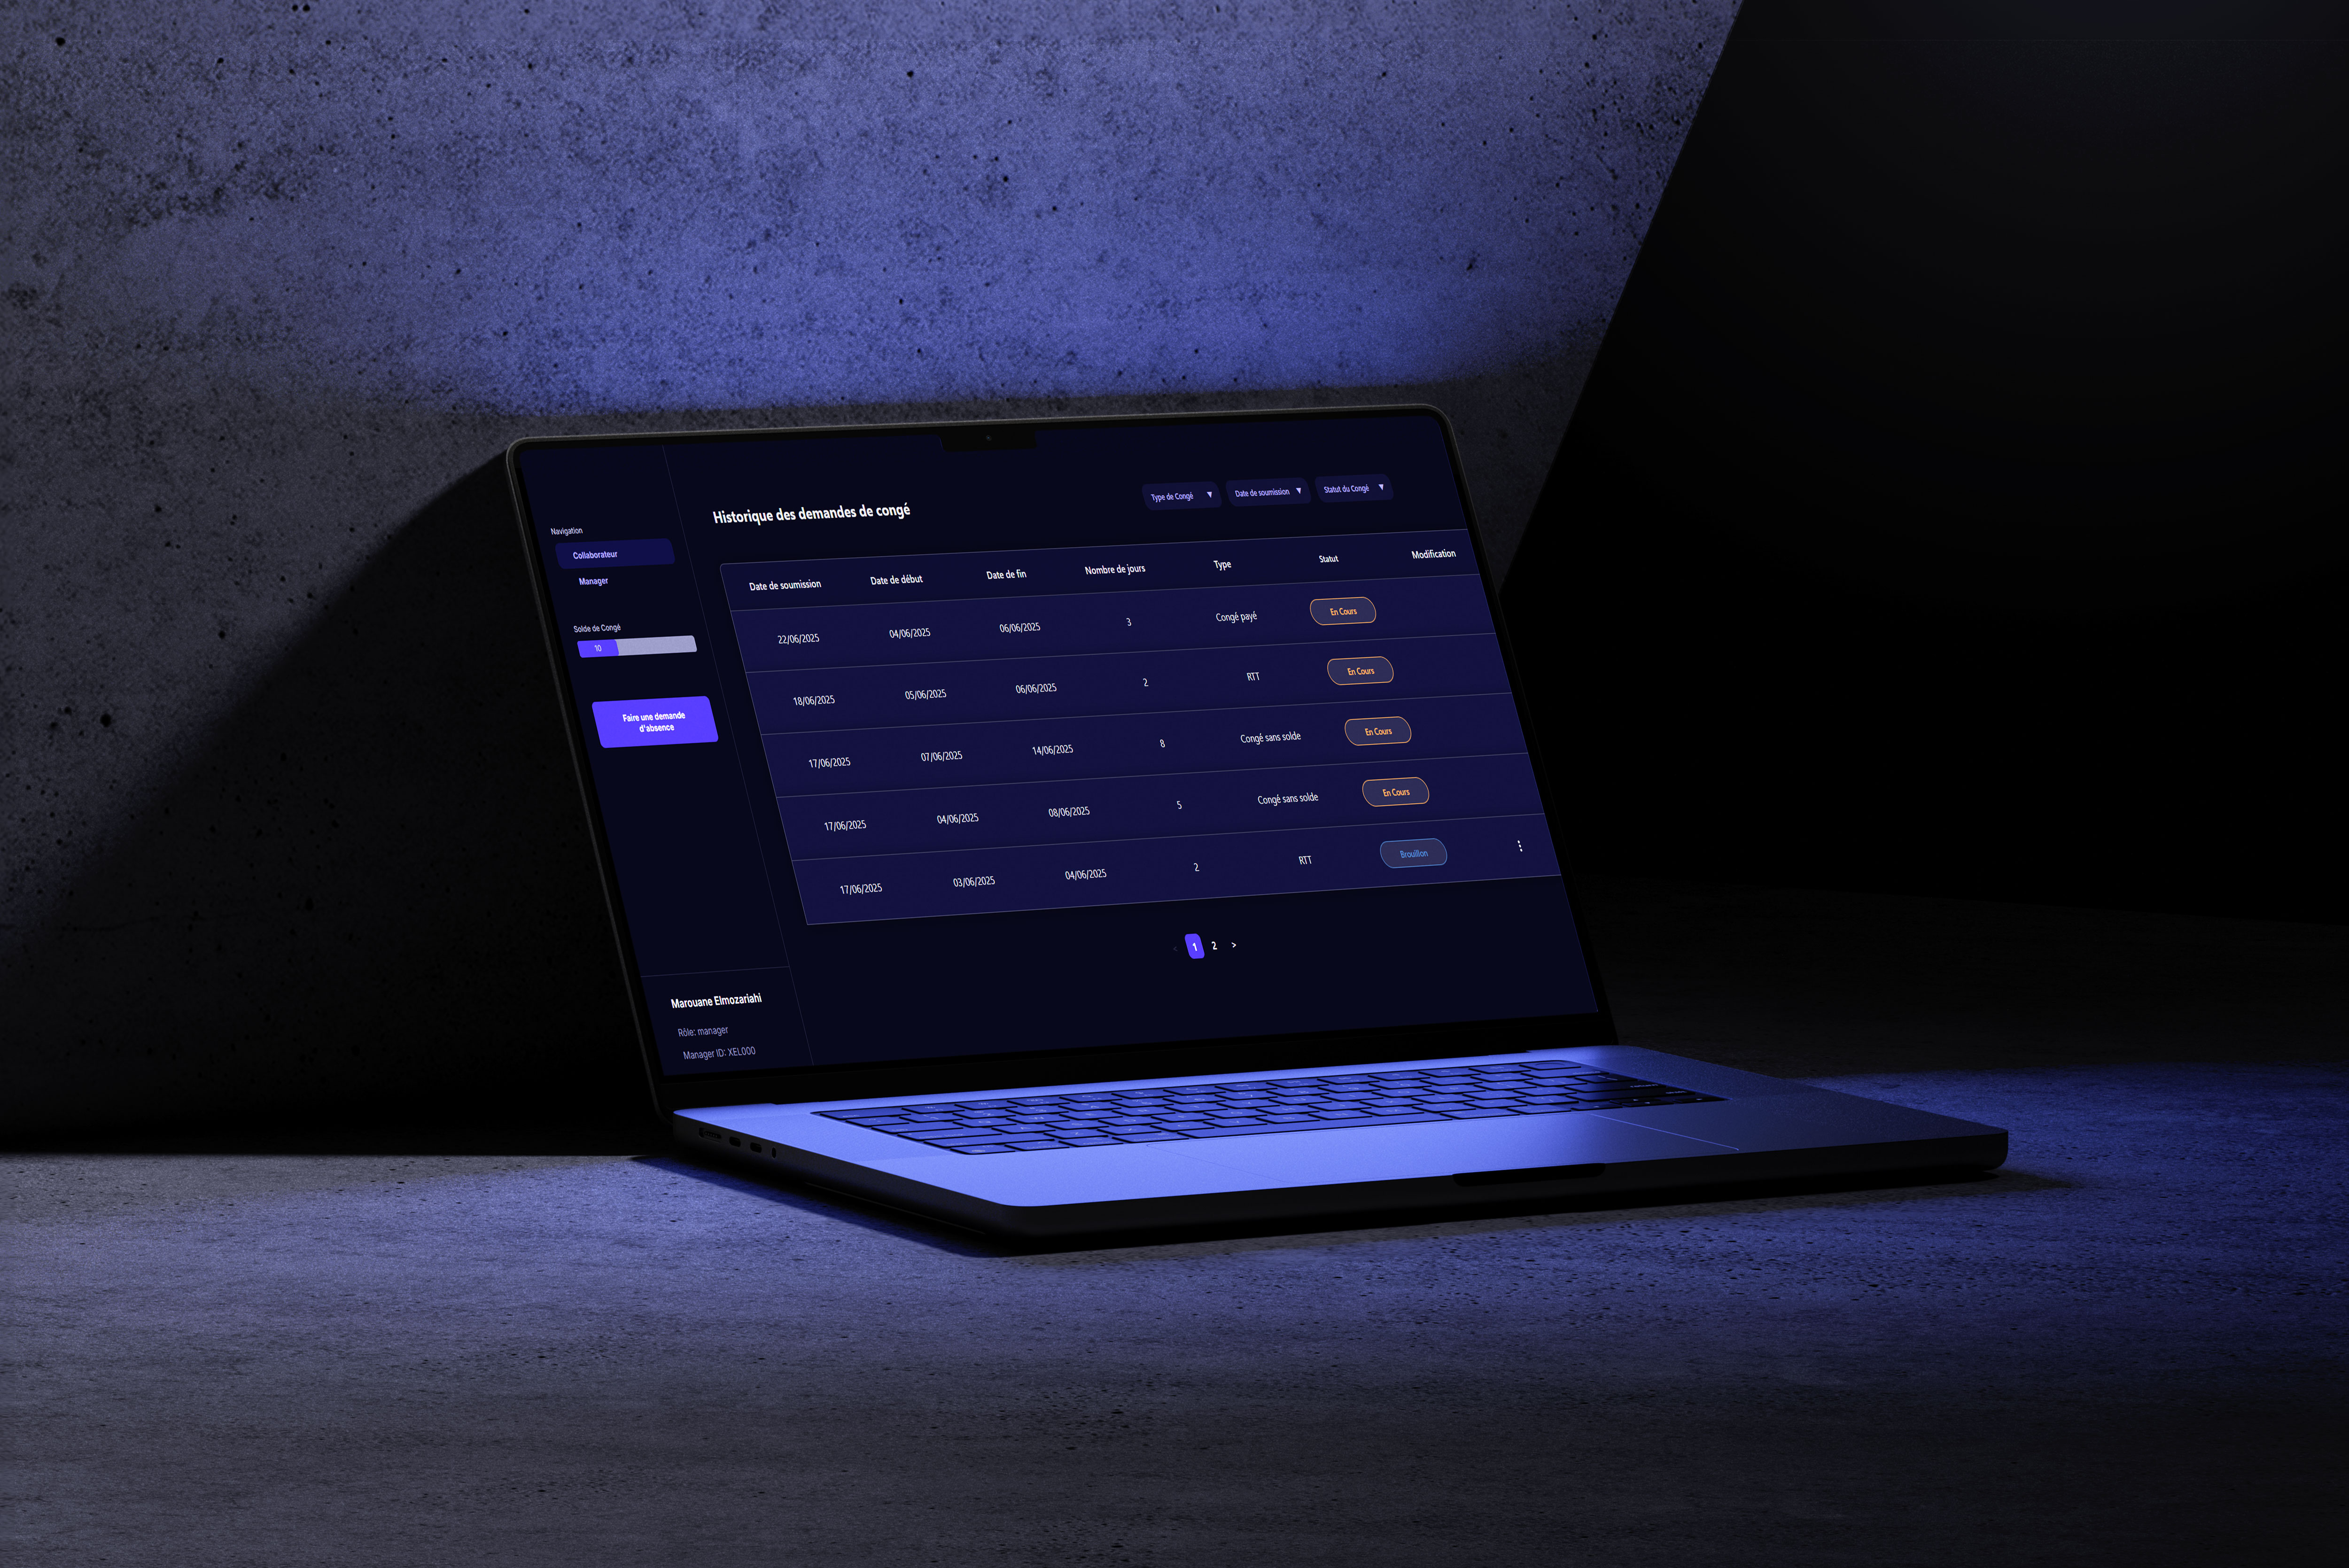 Navigation
Collaborateur
Manager
Solde de Congé
10
Faire une demande
d'absence
Marouane Elmozariahi
Rôle: manager
Manager ID: XEL000
Historique des demandes de congé
Type de Congé ▼ Date de soumission ▼ Statut du Congé ▼
Date de soumission Date de début Date de fin Nombre de jours Type Statut Modification
22/06/2025 04/06/2025 06/06/2025 3 Congé payé En Cours
18/06/2025 05/06/2025 06/06/2025 2 RTT En Cours
17/06/2025 07/06/2025 14/06/2025 8 Congé sans solde En Cours
17/06/2025 04/06/2025 08/06/2025 5 Congé sans solde En Cours
17/06/2025 03/06/2025 04/06/2025 2 RTT Brouillon ⋮
< 1 2 >